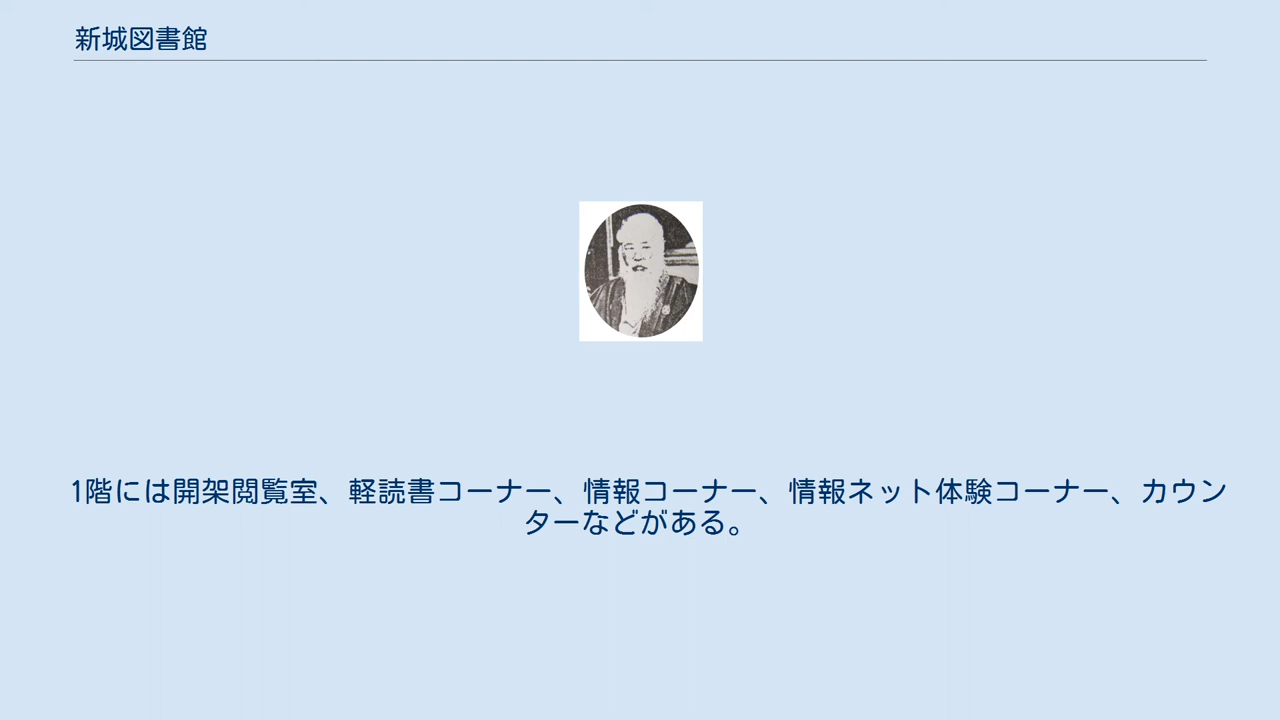 新城図書館
1階には開架閲覧室、軽読書コーナー、情報コーナー、情報ネット体験コーナー、カウン
ターなどがある。